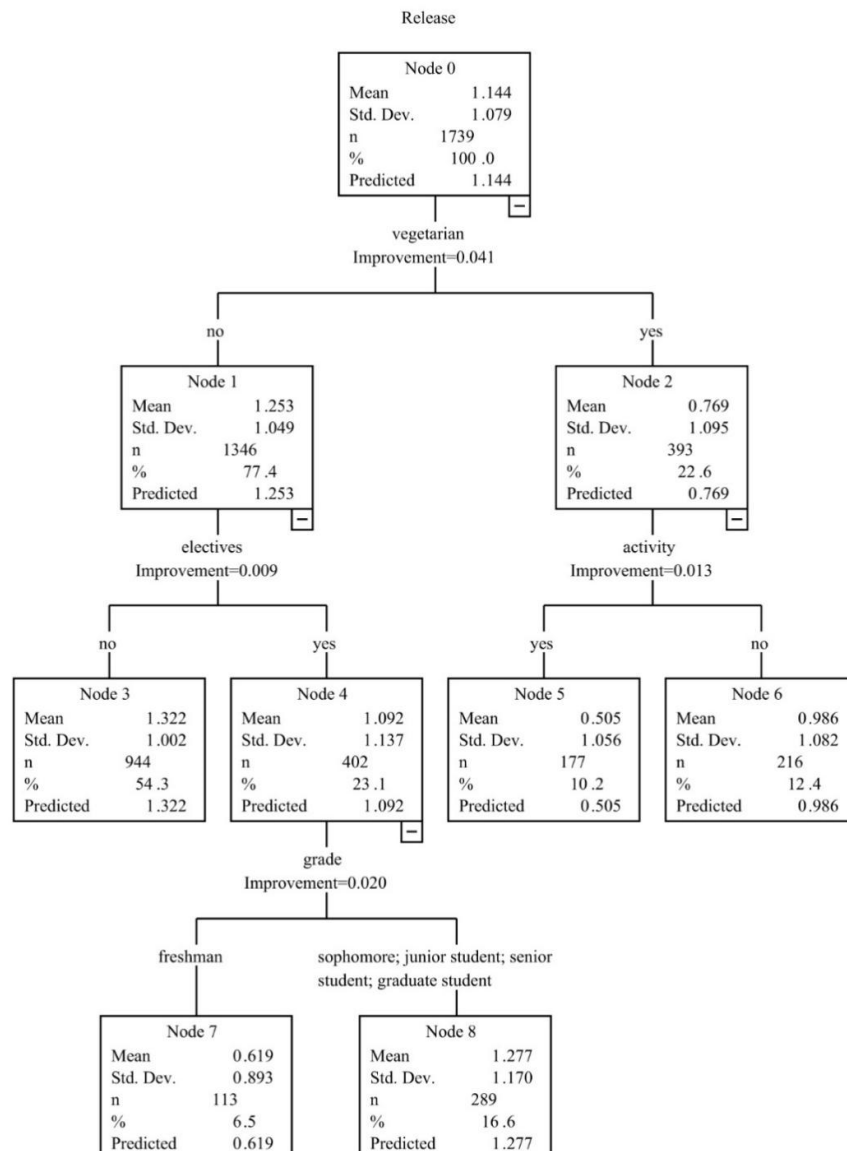 Release
Node 0
Mean 1.144
Std. Dev. 1.079
n 1739
% 100 .0
Predicted 1.144
vegetarian
Improvement=0.041
no
yes
Node 1
Mean 1.253
Std. Dev. 1.049
n 1346
% 77 .4
Predicted 1.253
Node 2
Mean 0.769
Std. Dev. 1.095
n 393
% 22 .6
Predicted 0.769
electives
Improvement=0.009
activity
Improvement=0.013
no
yes
yes
no
Node 3
Mean 1.322
Std. Dev. 1.002
n 944
% 54 .3
Predicted 1.322
Node 4
Mean 1.092
Std. Dev. 1.137
n 402
% 23 .1
Predicted 1.092
Node 5
Mean 0.505
Std. Dev. 1.056
n 177
% 10 .2
Predicted 0.505
Node 6
Mean 0.986
Std. Dev. 1.082
n 216
% 12 .4
Predicted 0.986
grade
Improvement=0.020
freshman
sophomore; junior student; senior
student; graduate student
Node 7
Mean 0.619
Std. Dev. 0.893
n 113
% 6.5
Predicted 0.619
Node 8
Mean 1.277
Std. Dev. 1.170
n 289
% 16 .6
Predicted 1.277